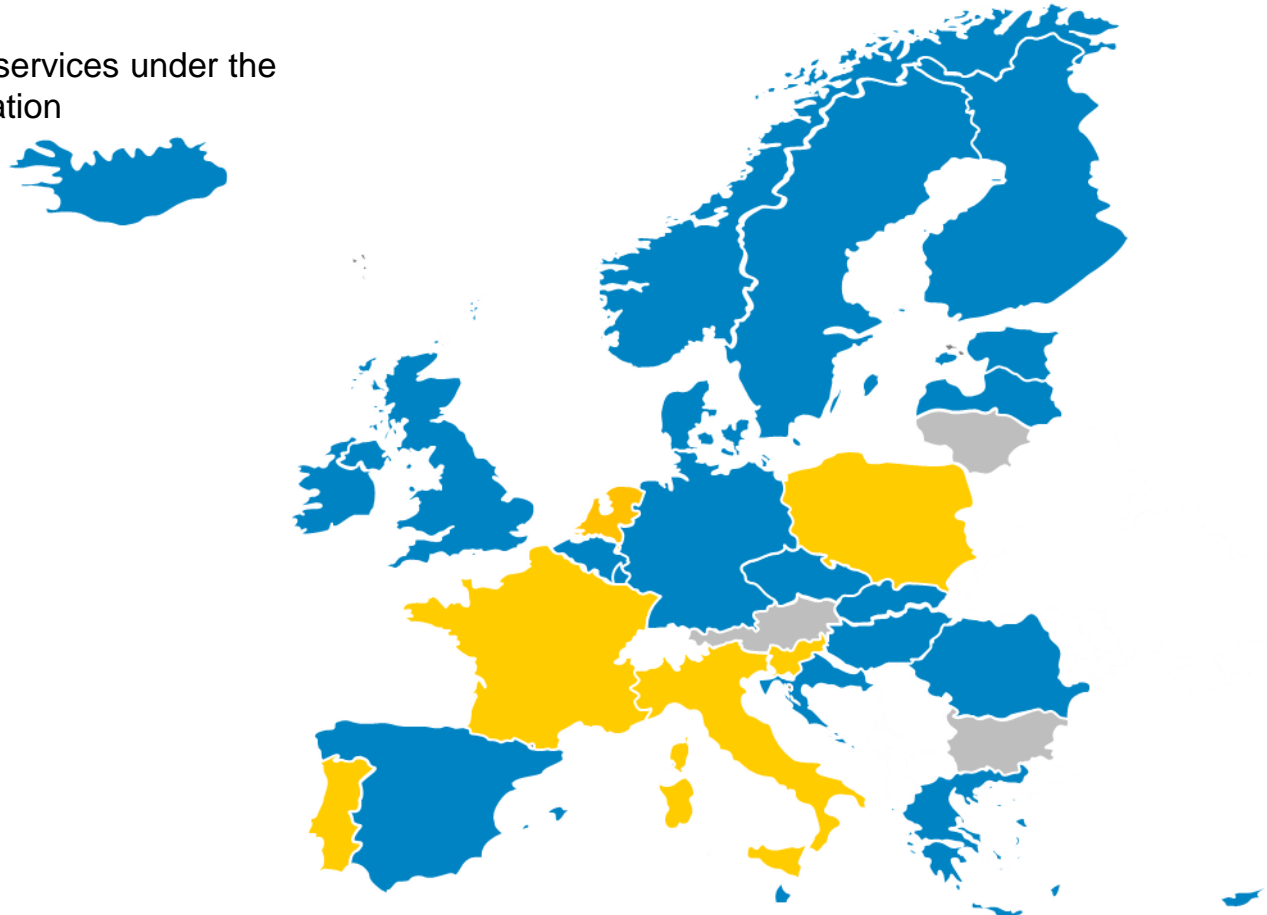 services under the
ation